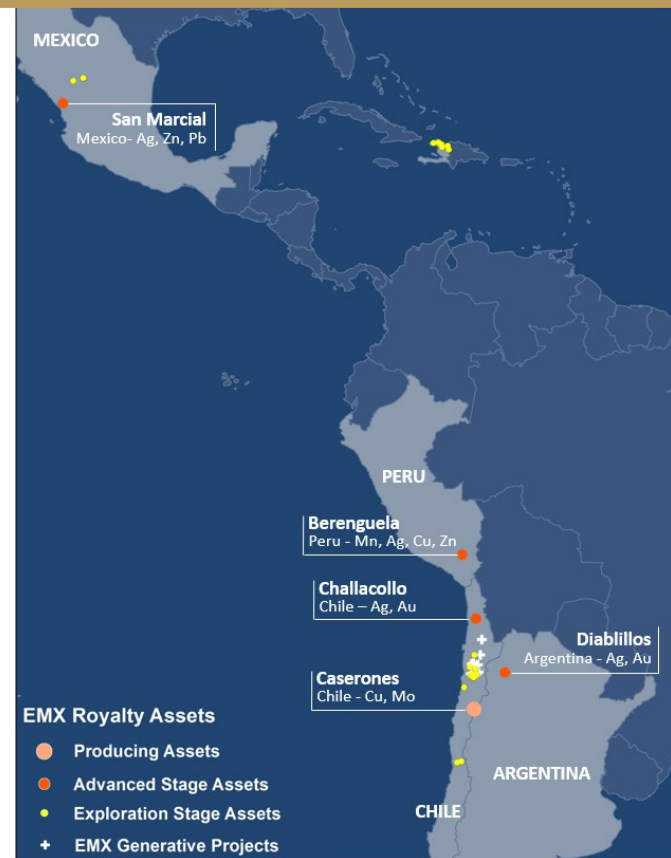 MEXICO
San Marcial
Mexico- Ag, Zn, Pb
PERU
Berenguela
Peru - Mn, Ag, Cu, Zn
Challacollo
Chile – Ag, Au
Diablillos
Argentina - Ag, Au
Caserones
Chile - Cu, Mo
EMX Royalty Assets
Producing Assets
Advanced Stage Assets
Exploration Stage Assets
EMX Generative Projects
ARGENTINA
CHILE